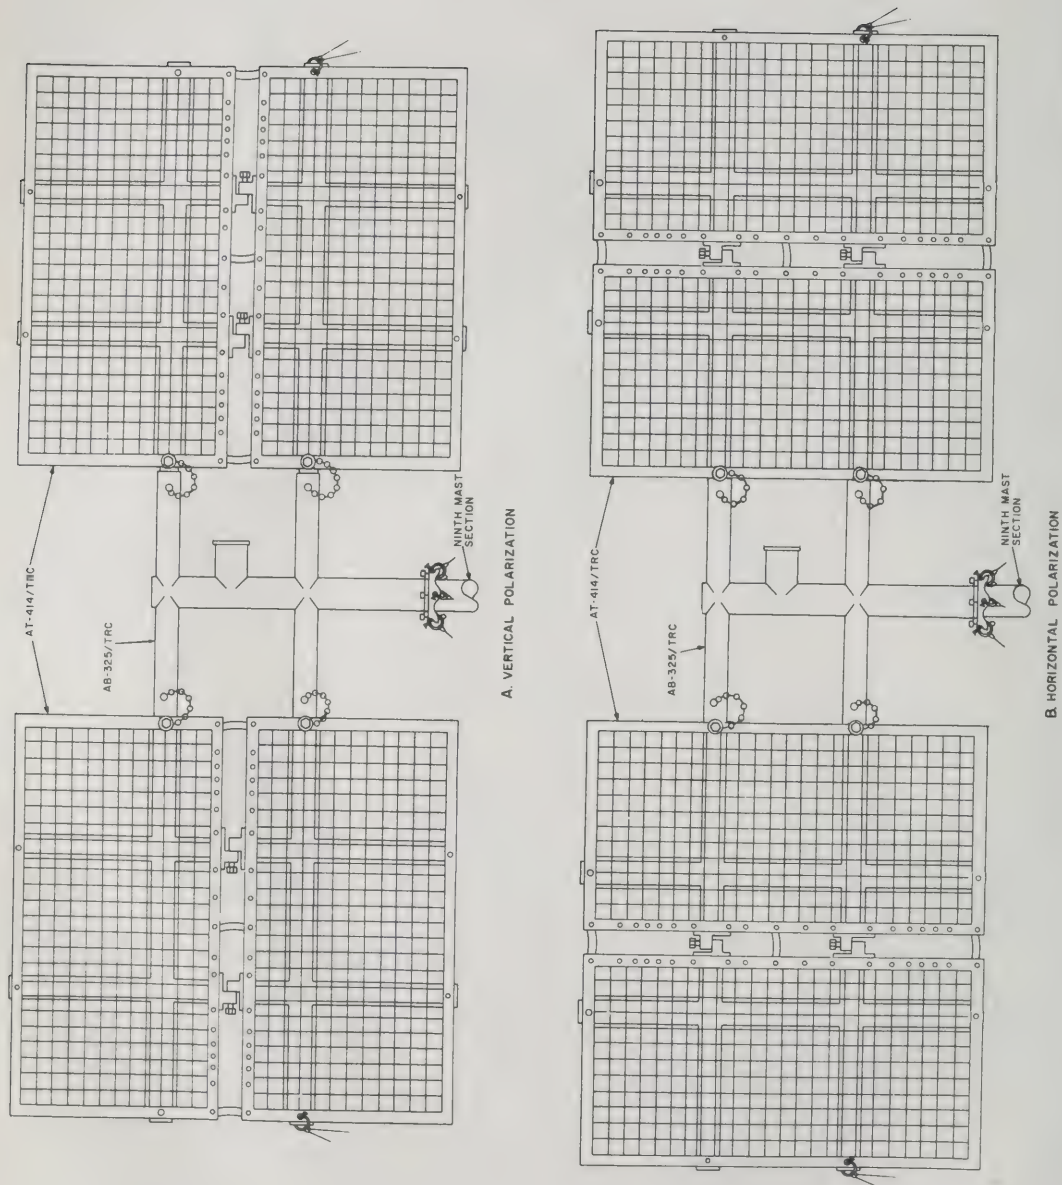 AT-414/TRC
AB-325/TRC
NINTH MAST
SECTION
A. VERTICAL POLARIZATION
AT-414/TRC
AB-325/TRC
NINTH MAST
SECTION
B. HORIZONTAL POLARIZATION